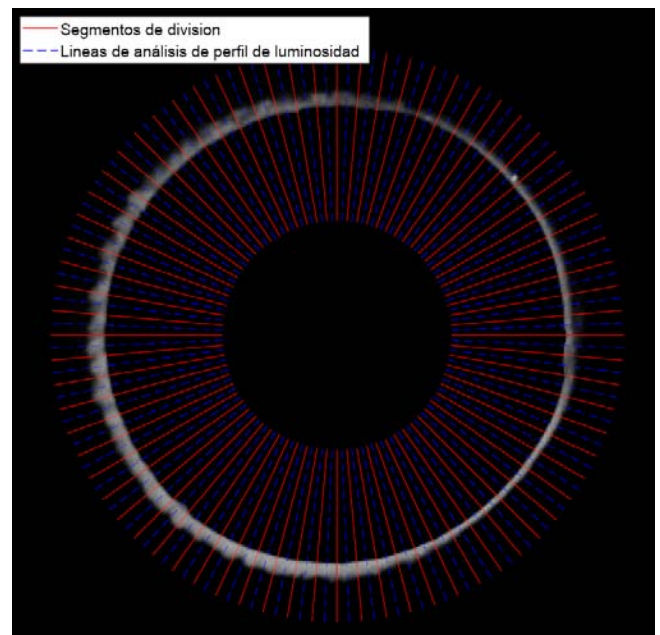 Segmentos de division
Lineas de análisis de perfil de luminosidad